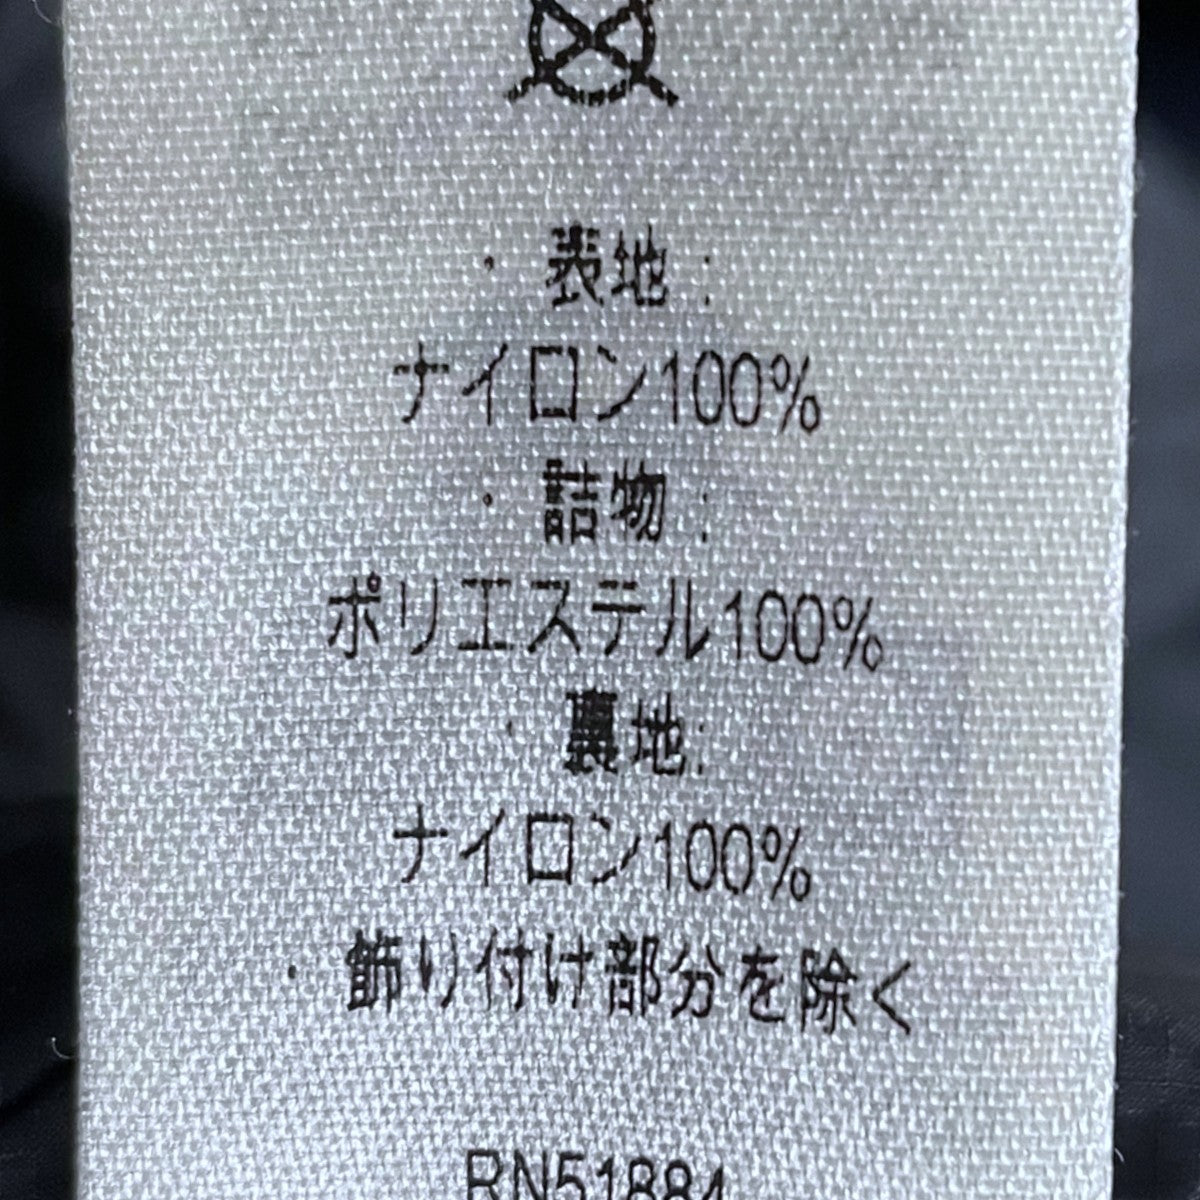 ・表地:
ナイロン100%
・詰物:
ポリエステル100%
・裏地:
ナイロン100%
・飾り付け部分を除く
RN51884